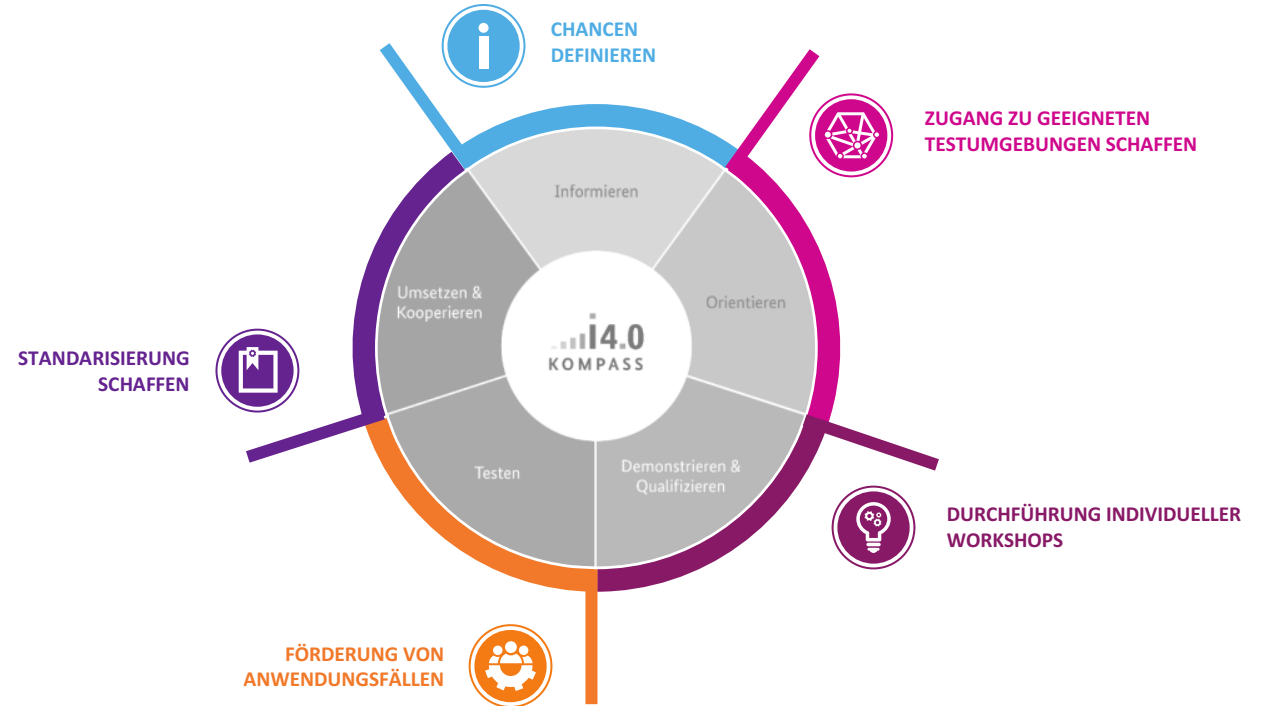 CHANCEN
DEFINIEREN
ZUGANG ZU GEEIGNETEN
TESTUMGEBUNGEN SCHAFFEN
Informieren
Orientieren
Umsetzen &
Kooperieren
i4.0
KOMPASS
STANDARISIERUNG
SCHAFFEN
Testen
Demonstrieren &
Qualifizieren
DURCHFÜHRUNG INDIVIDUELLER
WORKSHOPS
FÖRDERUNG VON
ANWENDUNGSFÄLLEN